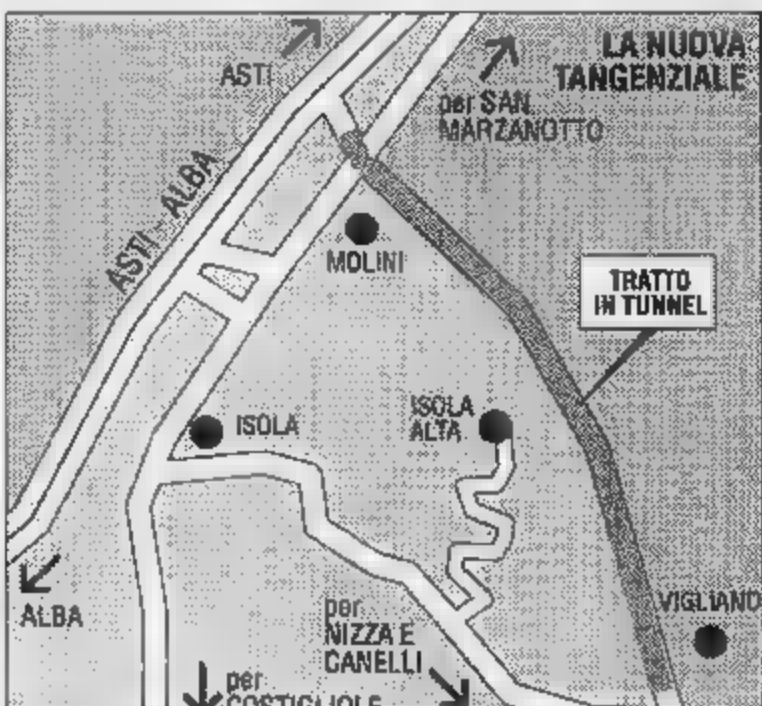 LA NUOVA
TANGENZIALE
ASTI
per SAN
MARZANOTTO
ASTI - ALBA
MOLINI
TRATTO
IN TUNNEL
ISOLA
ISOLA
ALTA
ALBA
per
NIZZA E
CANELLI
VIGLIANO
per
COSTIGLIOLE